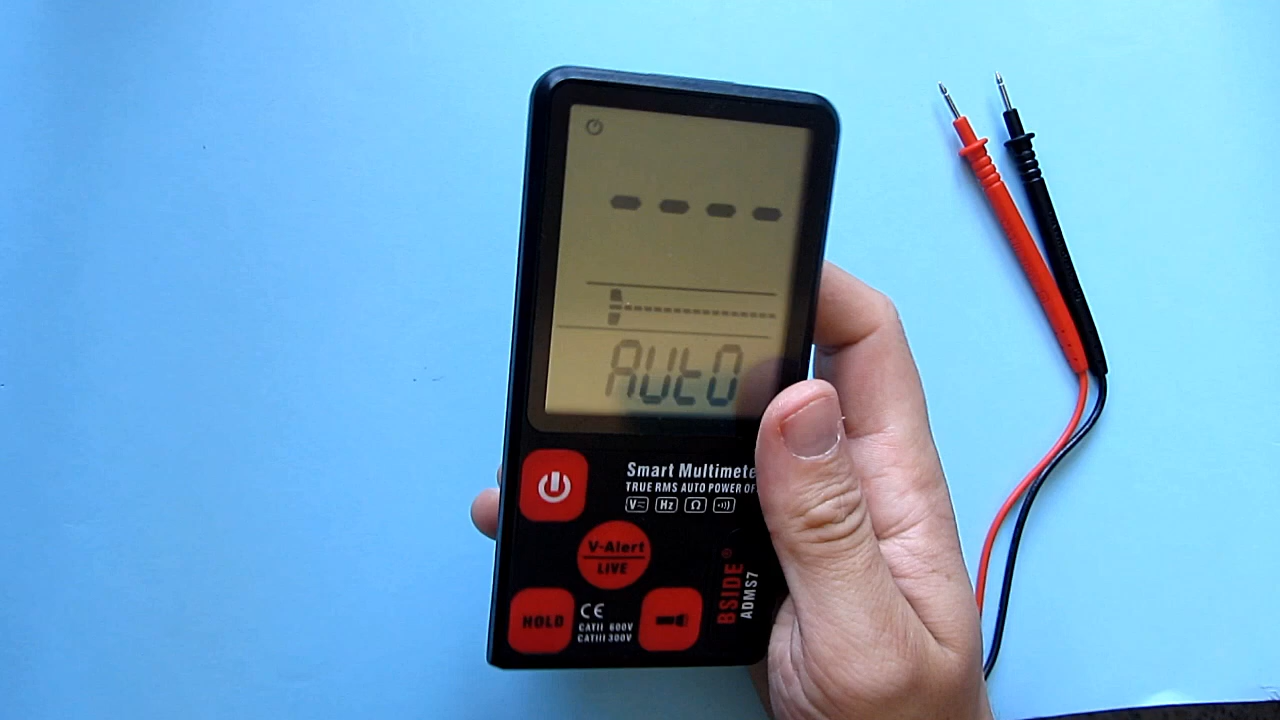 ----
AUtO
Smart Multimete
TRUE RMS AUTO POWER OF
V Hz Ω
V-Alert
LIVE
BSIDE®
ADMS7
HOLD
CE
CATII 600V
CATIII 300V